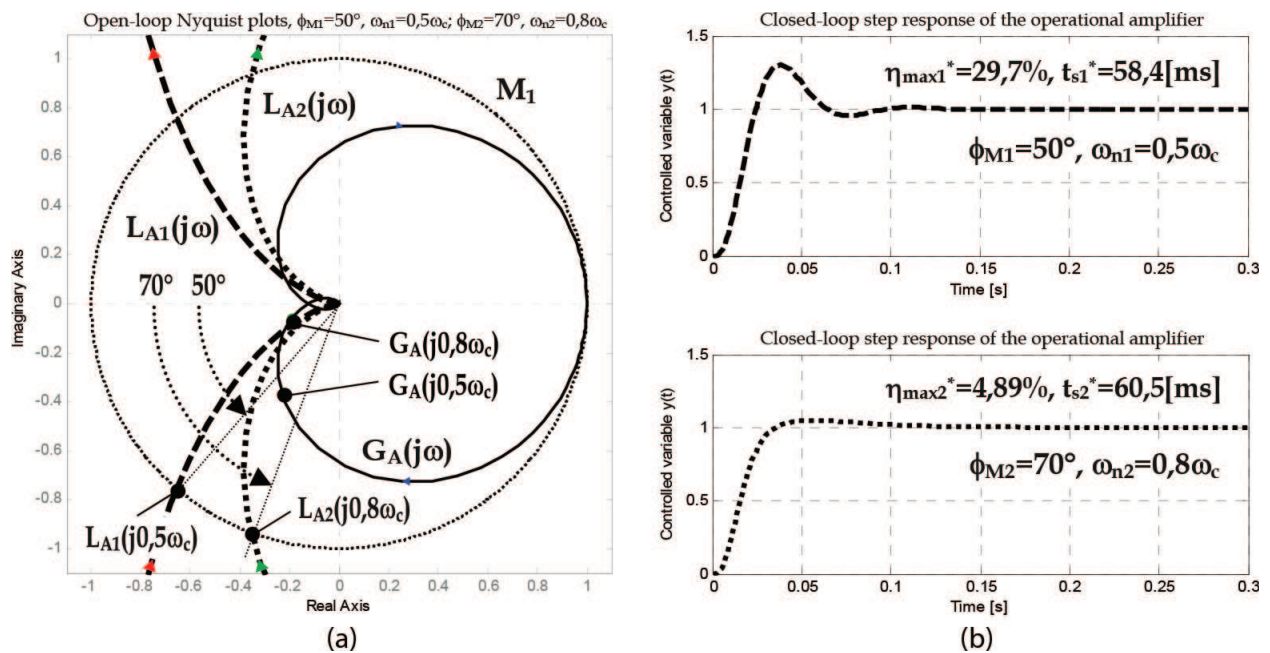 Open-loop Nyquist plots, ϕM1=50°, ωn1=0,5ωc; ϕM2=70°, ωn2=0,8ωc
1
0.8
0.6
0.4
0.2
0
-0.2
-0.4
-0.6
-0.8
-1
Imaginary Axis
M1
LA2(jω)
LA1(jω)
70°
50°
GA(j0,8ωc)
GA(j0,5ωc)
GA(jω)
LA2(j0,8ωc)
LA1(j0,5ωc)
-1
-0.8
-0.6
-0.4
-0.2
0
0.2
0.4
0.6
0.8
1
Real Axis
(a)
Closed-loop step response of the operational amplifier
1.5
1
0.5
0
Controlled variable y(t)
ηmax1*=29,7%, ts1*=58,4[ms]
ϕM1=50°, ωn1=0,5ωc
0
0.05
0.1
0.15
0.2
0.25
0.3
Time [s]
Closed-loop step response of the operational amplifier
1.5
1
0.5
0
Controlled variable y(t)
ηmax2*=4,89%, ts2*=60,5[ms]
ϕM2=70°, ωn2=0,8ωc
0
0.05
0.1
0.15
0.2
0.25
0.3
Time [s]
(b)